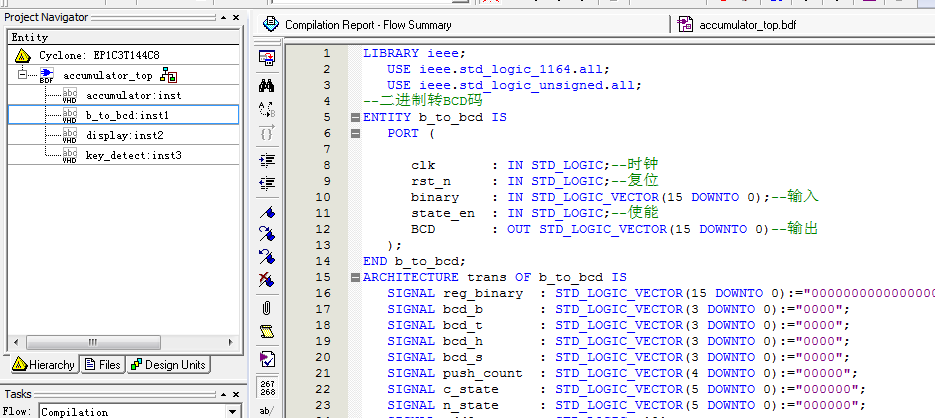 Project Navigator
Entity
Cyclone: EP1C3T144C8
accumulator_top
accumulator:inst
b_to_bcd:inst1
display:inst2
key_detect:inst3
Hierarchy
Files
Design Units
Tasks
Flow: Compilation
Compilation Report - Flow Summary
accumulator_top.bdf
1 LIBRARY ieee;
2 USE ieee.std_logic_1164.all;
3 USE ieee.std_logic_unsigned.all;
4 --二进制转BCD码
5 ENTITY b_to_bcd IS
6 PORT (
7
8 clk : IN STD_LOGIC;--时钟
9 rst_n : IN STD_LOGIC;--复位
10 binary : IN STD_LOGIC_VECTOR(15 DOWNTO 0);--输入
11 state_en : IN STD_LOGIC;--使能
12 BCD : OUT STD_LOGIC_VECTOR(15 DOWNTO 0)--输出
13 );
14 END b_to_bcd;
15 ARCHITECTURE trans OF b_to_bcd IS
16 SIGNAL reg_binary : STD_LOGIC_VECTOR(15 DOWNTO 0):="0000000000000000
17 SIGNAL bcd_b : STD_LOGIC_VECTOR(3 DOWNTO 0):="0000";
18 SIGNAL bcd_t : STD_LOGIC_VECTOR(3 DOWNTO 0):="0000";
19 SIGNAL bcd_h : STD_LOGIC_VECTOR(3 DOWNTO 0):="0000";
20 SIGNAL bcd_s : STD_LOGIC_VECTOR(3 DOWNTO 0):="0000";
21 SIGNAL push_count : STD_LOGIC_VECTOR(4 DOWNTO 0):="00000";
22 SIGNAL c_state : STD_LOGIC_VECTOR(5 DOWNTO 0):="000000";
23 SIGNAL n_state : STD_LOGIC_VECTOR(5 DOWNTO 0):="000000";